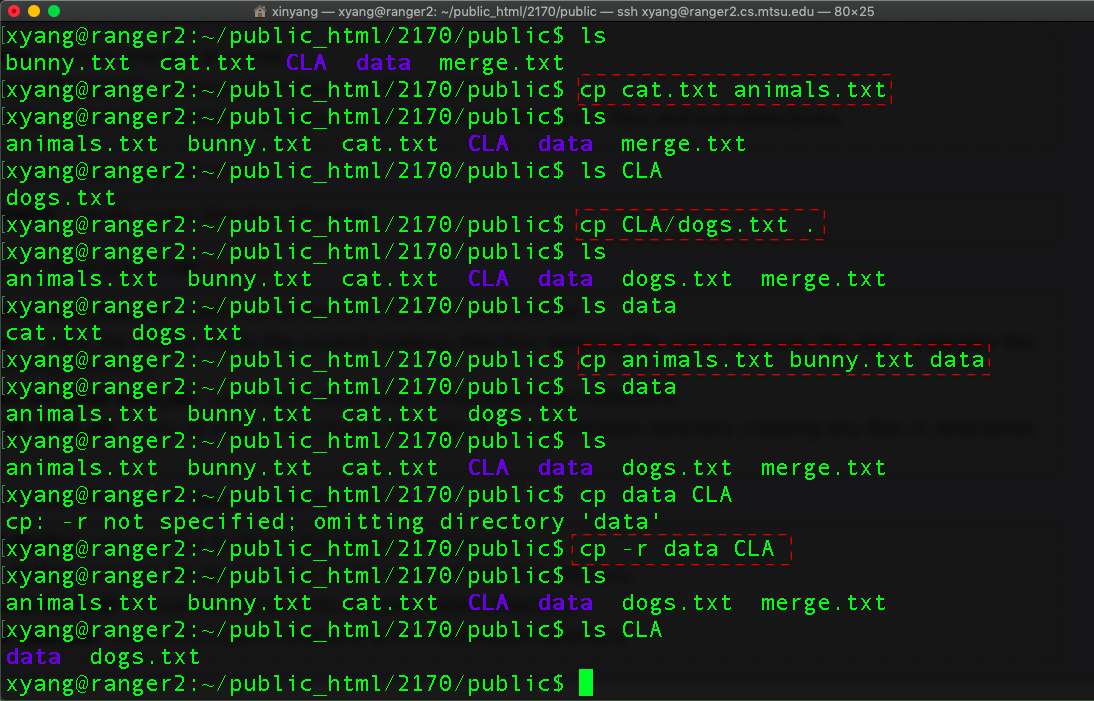 xinyang — xyang@ranger2: ~/public_html/2170/public — ssh xyang@ranger2.cs.mtsu.edu — 80×25
[xyang@ranger2:~/public_html/2170/public$ ls
bunny.txt  cat.txt  CLA  data  merge.txt
[xyang@ranger2:~/public_html/2170/public$ cp cat.txt animals.txt
[xyang@ranger2:~/public_html/2170/public$ ls
animals.txt  bunny.txt  cat.txt  CLA  data  merge.txt
[xyang@ranger2:~/public_html/2170/public$ ls CLA
dogs.txt
[xyang@ranger2:~/public_html/2170/public$ cp CLA/dogs.txt .
[xyang@ranger2:~/public_html/2170/public$ ls
animals.txt  bunny.txt  cat.txt  CLA  data  dogs.txt  merge.txt
[xyang@ranger2:~/public_html/2170/public$ ls data
cat.txt  dogs.txt
[xyang@ranger2:~/public_html/2170/public$ cp animals.txt bunny.txt data
[xyang@ranger2:~/public_html/2170/public$ ls data
animals.txt  bunny.txt  cat.txt  dogs.txt
[xyang@ranger2:~/public_html/2170/public$ ls
animals.txt  bunny.txt  cat.txt  CLA  data  dogs.txt  merge.txt
[xyang@ranger2:~/public_html/2170/public$ cp data CLA
cp: -r not specified; omitting directory 'data'
[xyang@ranger2:~/public_html/2170/public$ cp -r data CLA
[xyang@ranger2:~/public_html/2170/public$ ls
animals.txt  bunny.txt  cat.txt  CLA  data  dogs.txt  merge.txt
[xyang@ranger2:~/public_html/2170/public$ ls CLA
data  dogs.txt
xyang@ranger2:~/public_html/2170/public$